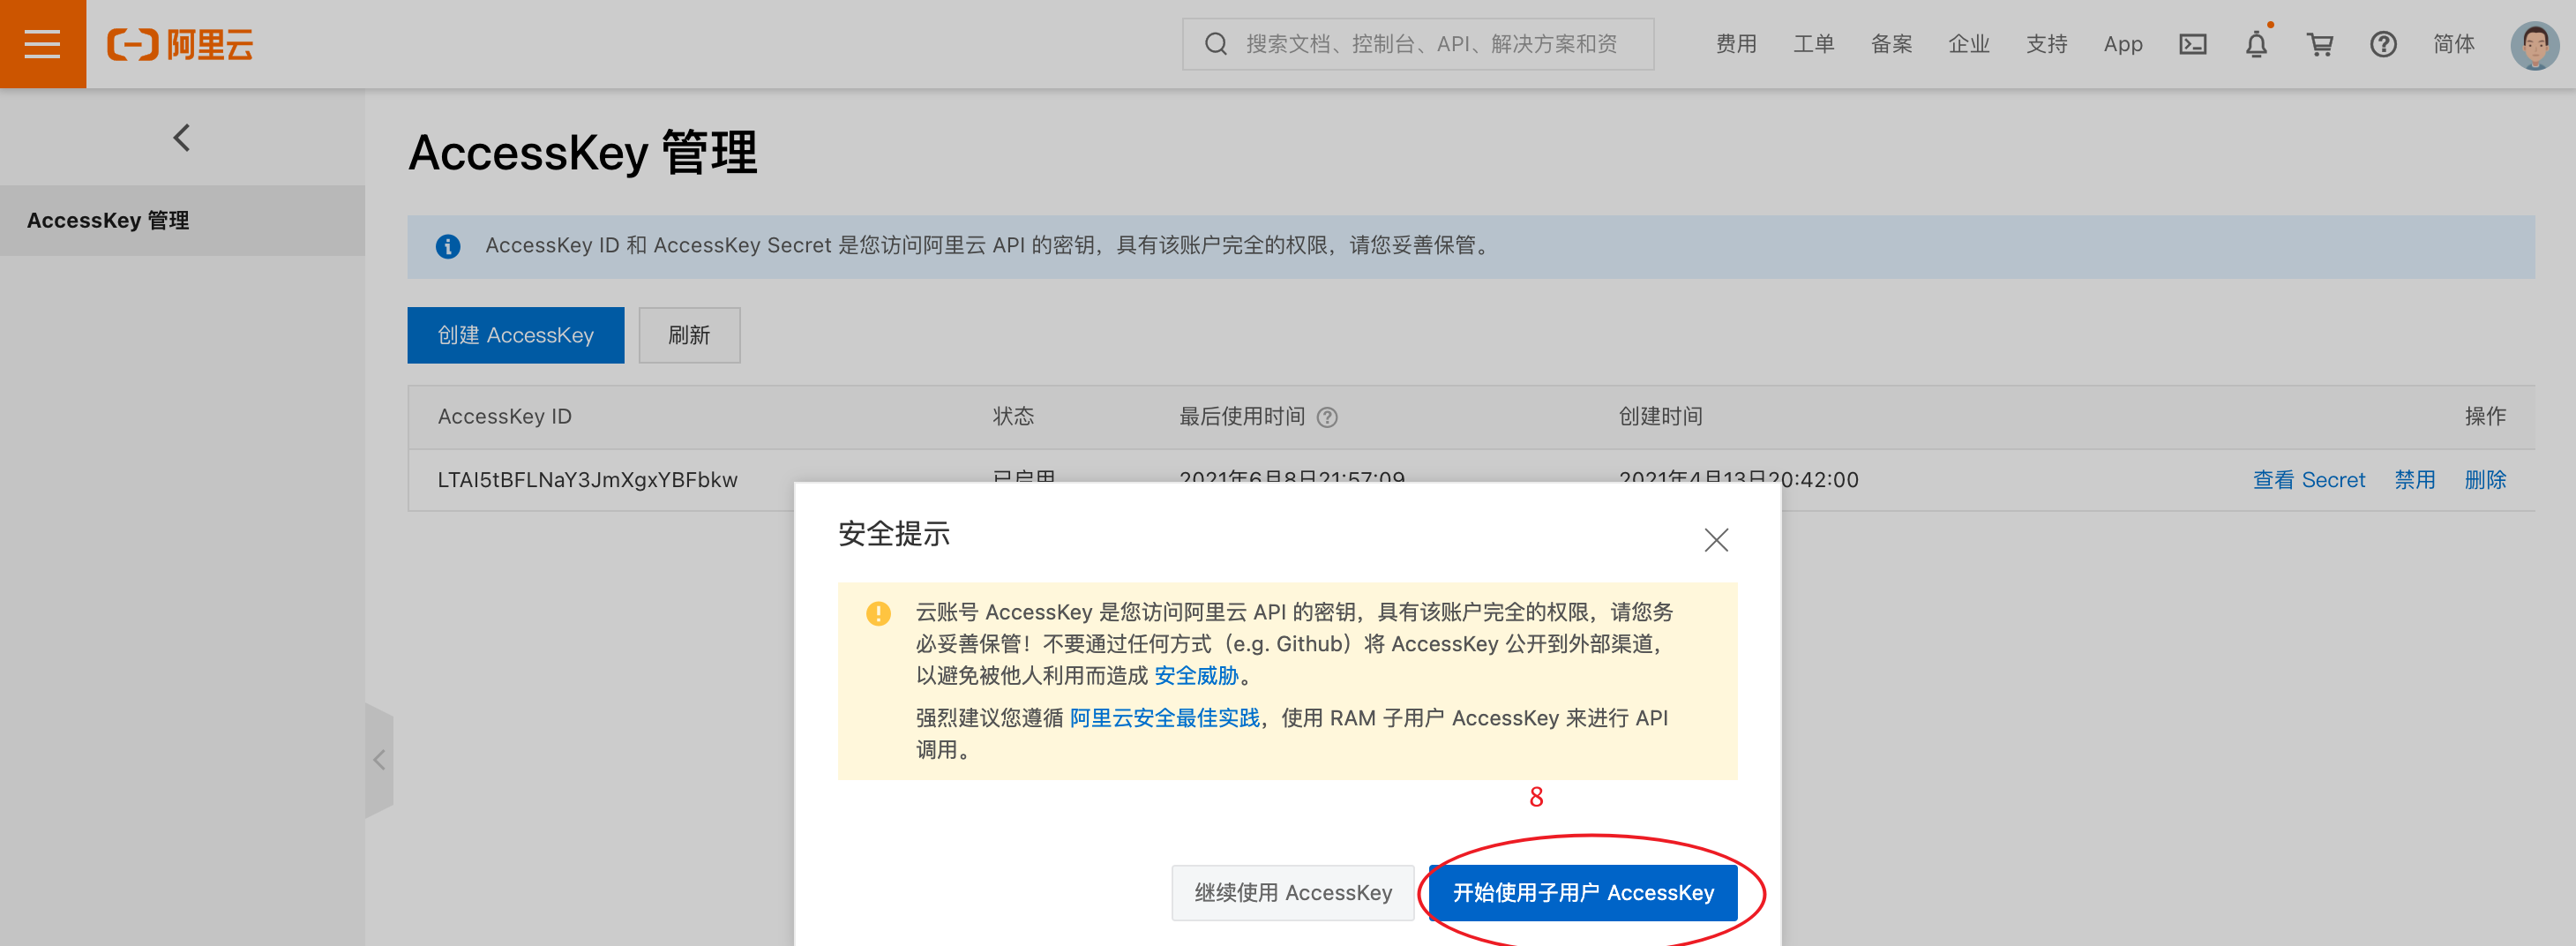 阿里云
搜索文档、控制台、API、解决方案和资
费用 工单 备案 企业 支持 App 简体
AccessKey 管理
AccessKey 管理
AccessKey ID 和 AccessKey Secret 是您访问阿里云 API 的密钥，具有该账户完全的权限，请您妥善保管。
创建 AccessKey 刷新
AccessKey ID 状态 最后使用时间 创建时间 操作
LTAI5tBFLNaY3JmXgxYBFbkw 已启用 2021年6月8日21:57:09 2021年4月13日20:42:00 查看 Secret 禁用 删除
安全提示
云账号 AccessKey 是您访问阿里云 API 的密钥，具有该账户完全的权限，请您务
必妥善保管！不要通过任何方式（e.g. Github）将 AccessKey 公开到外部渠道，
以避免被他人利用而造成 安全威胁。
强烈建议您遵循 阿里云安全最佳实践，使用 RAM 子用户 AccessKey 来进行 API
调用。
8
继续使用 AccessKey 开始使用子用户 AccessKey